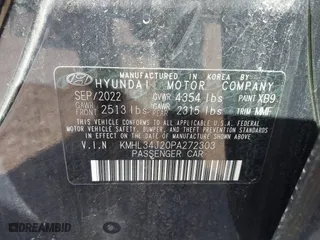 MANUFACTURED IN KOREA BY
HYUNDAI MOTOR COMPANY
SEP/2022 GVWR 4354 lbs PAINT XB9
GAWR FRONT 2513 lbs GAWR 2315 lbs TRIM MMF
THIS VEHICLE CONFORMS TO ALL APPLICABLE U.S. FEDERAL MOTOR VEHICLE SAFETY, BUMPER, AND THEFT PREVENTION STANDARDS IN EFFECT ON THE DATE OF MANUFACTURE SHOWN ABOVE.
V.I.N KMHL34J20PA272303
PASSENGER CAR
DREAMBID